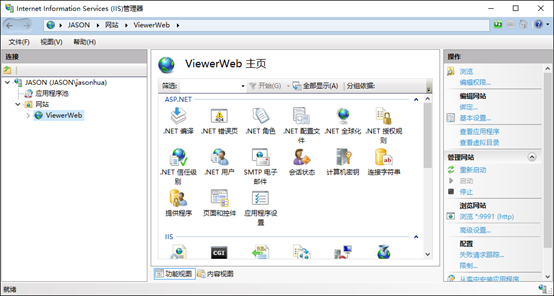 Internet Information Services (IIS)管理器
JASON ▸ 网站 ▸ ViewerWeb ▸
文件(F) 视图(V) 帮助(H)
连接
JASON (JASON\jasonhua)
应用程序池
网站
ViewerWeb
ViewerWeb 主页
筛选: 开始(G) 全部显示(A) 分组依据:
ASP.NET
.NET 编译 .NET 错误页 .NET 角色 .NET 配置文件 .NET 全球化 .NET 授权规则
.NET 信任级别 .NET 用户 SMTP 电子邮件 会话状态 计算机密钥 连接字符串
提供程序 页面和控件 应用程序设置
IIS
CGI
功能视图 内容视图
操作
浏览
编辑权限...
编辑网站
绑定...
基本设置...
查看应用程序
查看虚拟目录
管理网站
重新启动
启动
停止
浏览网站
浏览 *:9991 (http)
高级设置...
配置
失败请求跟踪...
限制...
从库中安装应用程序
就绪